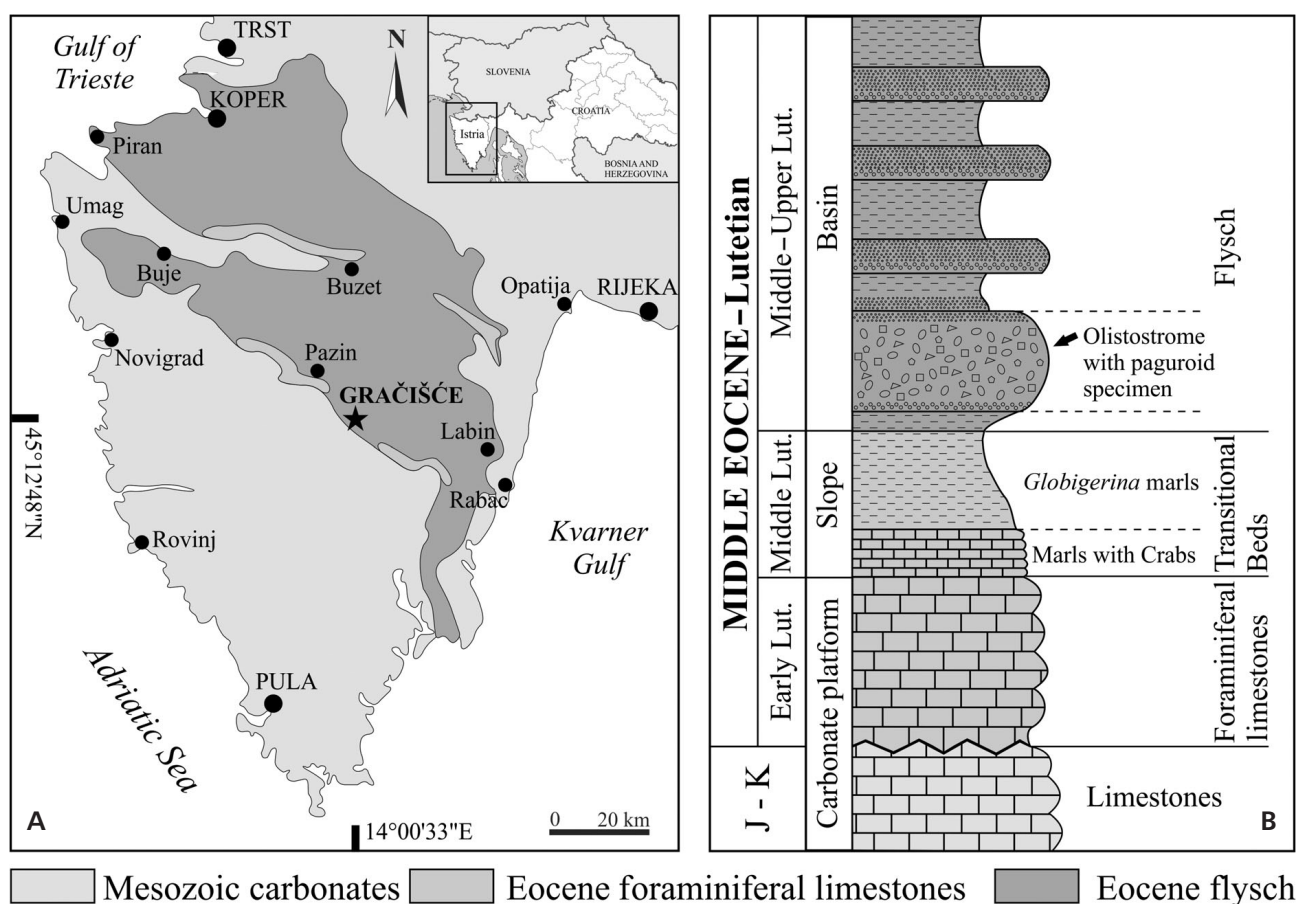 Gulf of
Trieste
TRST
N
KOPER
Piran
SLOVENIA
CROATIA
Istria
BOSNIA AND
HERZEGOVINA
Umag
Buje
Buzet
Opatija
RIJEKA
Novigrad
Pazin
GRAČIŠĆE
Labin
Rabac
45°12'48"N
Rovinj
Kvarner
Gulf
Adriatic Sea
PULA
A
14°00'33"E
0 20 km
MIDDLE EOCENE–Lutetian
Middle–Upper Lut.
Basin
Flysch
Olistostrome
with paguroid
specimen
Middle Lut.
Slope
Globigerina marls
Marls with Crabs
Transitional
Beds
Early Lut.
Carbonate platform
Foraminiferal
limestones
J - K
Limestones
B
Mesozoic carbonates
Eocene foraminiferal limestones
Eocene flysch